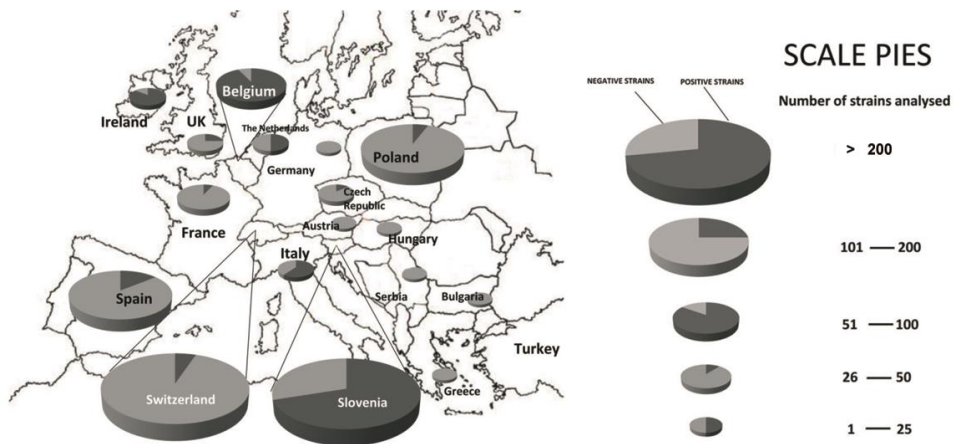 SCALE PIES
NEGATIVE STRAINS POSITIVE STRAINS
Number of strains analysed
> 200
101 — 200
51 — 100
26 — 50
1 — 25
Belgium
Ireland
UK
The Netherlands
Germany
Poland
Czech
Republic
France
Austria
Hungary
Italy
Spain
Serbia
Bulgaria
Turkey
Greece
Switzerland
Slovenia